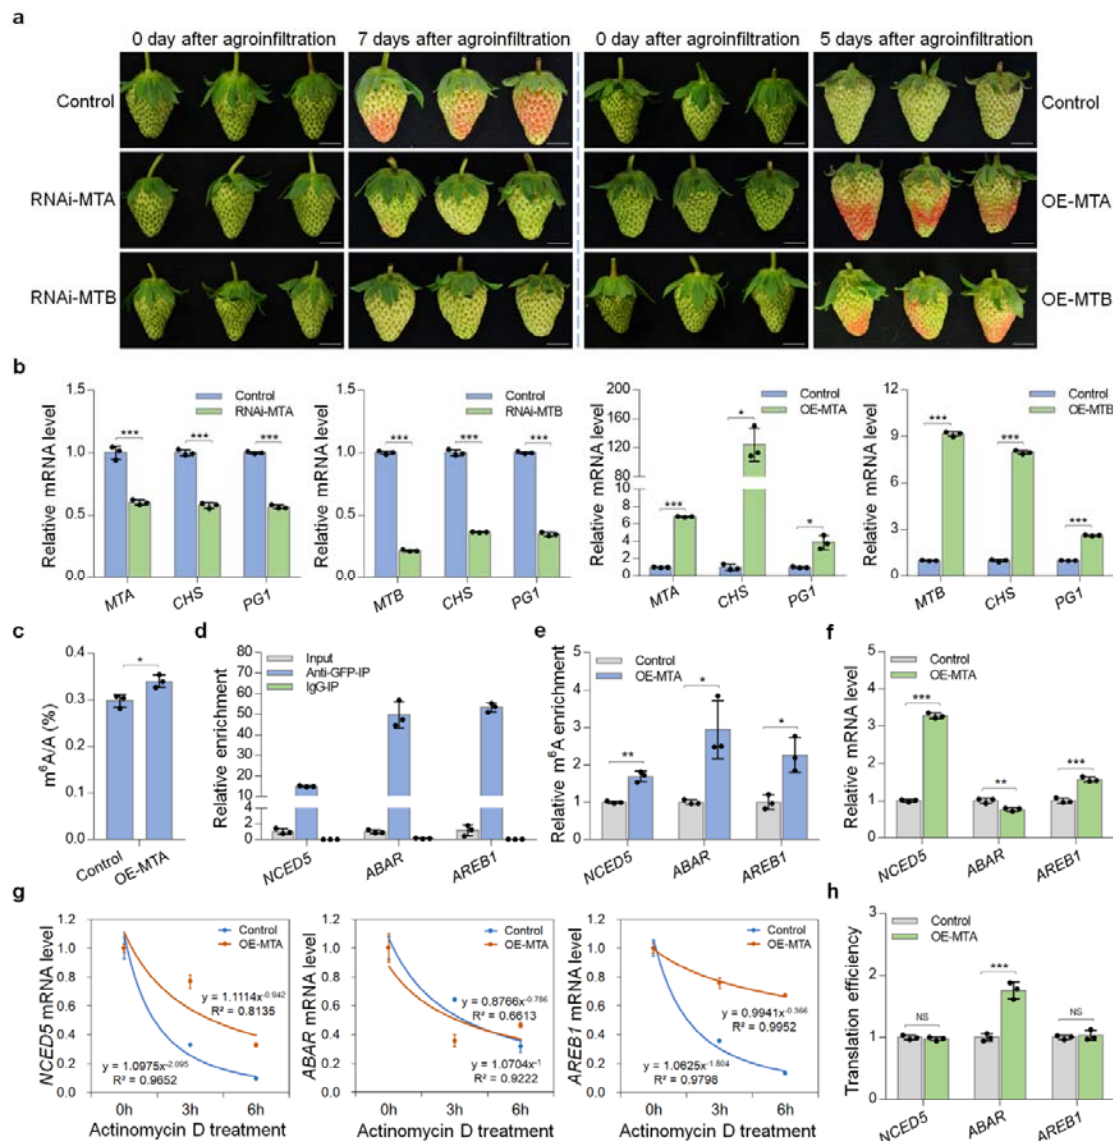 a
0 day after agroinfiltration 7 days after agroinfiltration 0 day after agroinfiltration 5 days after agroinfiltration
Control Control
RNAi-MTA OE-MTA
RNAi-MTB OE-MTB
b
Relative mRNA level
1.5
1.0
0.5
0.0
Control
RNAi-MTA
*** *** ***
MTA CHS PG1
Relative mRNA level
1.5
1.0
0.5
0.0
Control
RNAi-MTB
*** *** ***
MTB CHS PG1
Relative mRNA level
200
160
120
80
8
6
4
2
0
Control
OE-MTA
*** * *
MTA CHS PG1
Relative mRNA level
12
9
6
3
0
Control
OE-MTB
*** *** ***
MTB CHS PG1
c
m⁶A/A (%)
0.4
0.3
0.2
0.1
0.0
*
Control OE-MTA
d
Relative enrichment
80
70
60
50
40
30
20
10
4
2
0
Input
Anti-GFP-IP
IgG-IP
NCED5 ABAR AREB1
e
Relative m⁶A enrichment
6
4
2
0
Control
OE-MTA
** * *
NCED5 ABAR AREB1
f
Relative mRNA level
5
4
3
2
1
0
Control
OE-MTA
*** ** ***
NCED5 ABAR AREB1
g
NCED5 mRNA level
1.2
1.0
0.8
0.6
0.4
0.2
0.0
Control
OE-MTA
y = 1.1114x^-0.942
R² = 0.8135
y = 1.0975x^-2.095
R² = 0.9652
0h 3h 6h
Actinomycin D treatment
ABAR mRNA level
1.2
1.0
0.8
0.6
0.4
0.2
0.0
Control
OE-MTA
y = 0.8766x^-0.786
R² = 0.6613
y = 1.0704x^-1
R² = 0.9222
0h 3h 6h
Actinomycin D treatment
AREB1 mRNA level
1.2
1.0
0.8
0.6
0.4
0.2
0.0
Control
OE-MTA
y = 0.9941x^-0.366
R² = 0.9952
y = 1.0625x^-1.804
R² = 0.9798
0h 3h 6h
Actinomycin D treatment
h
Translation efficiency
3
2
1
0
Control
OE-MTA
NS *** NS
NCED5 ABAR AREB1